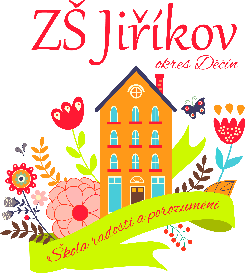 ZŠ Jiříkov
okres Děčín
Škola radosti a porozumění